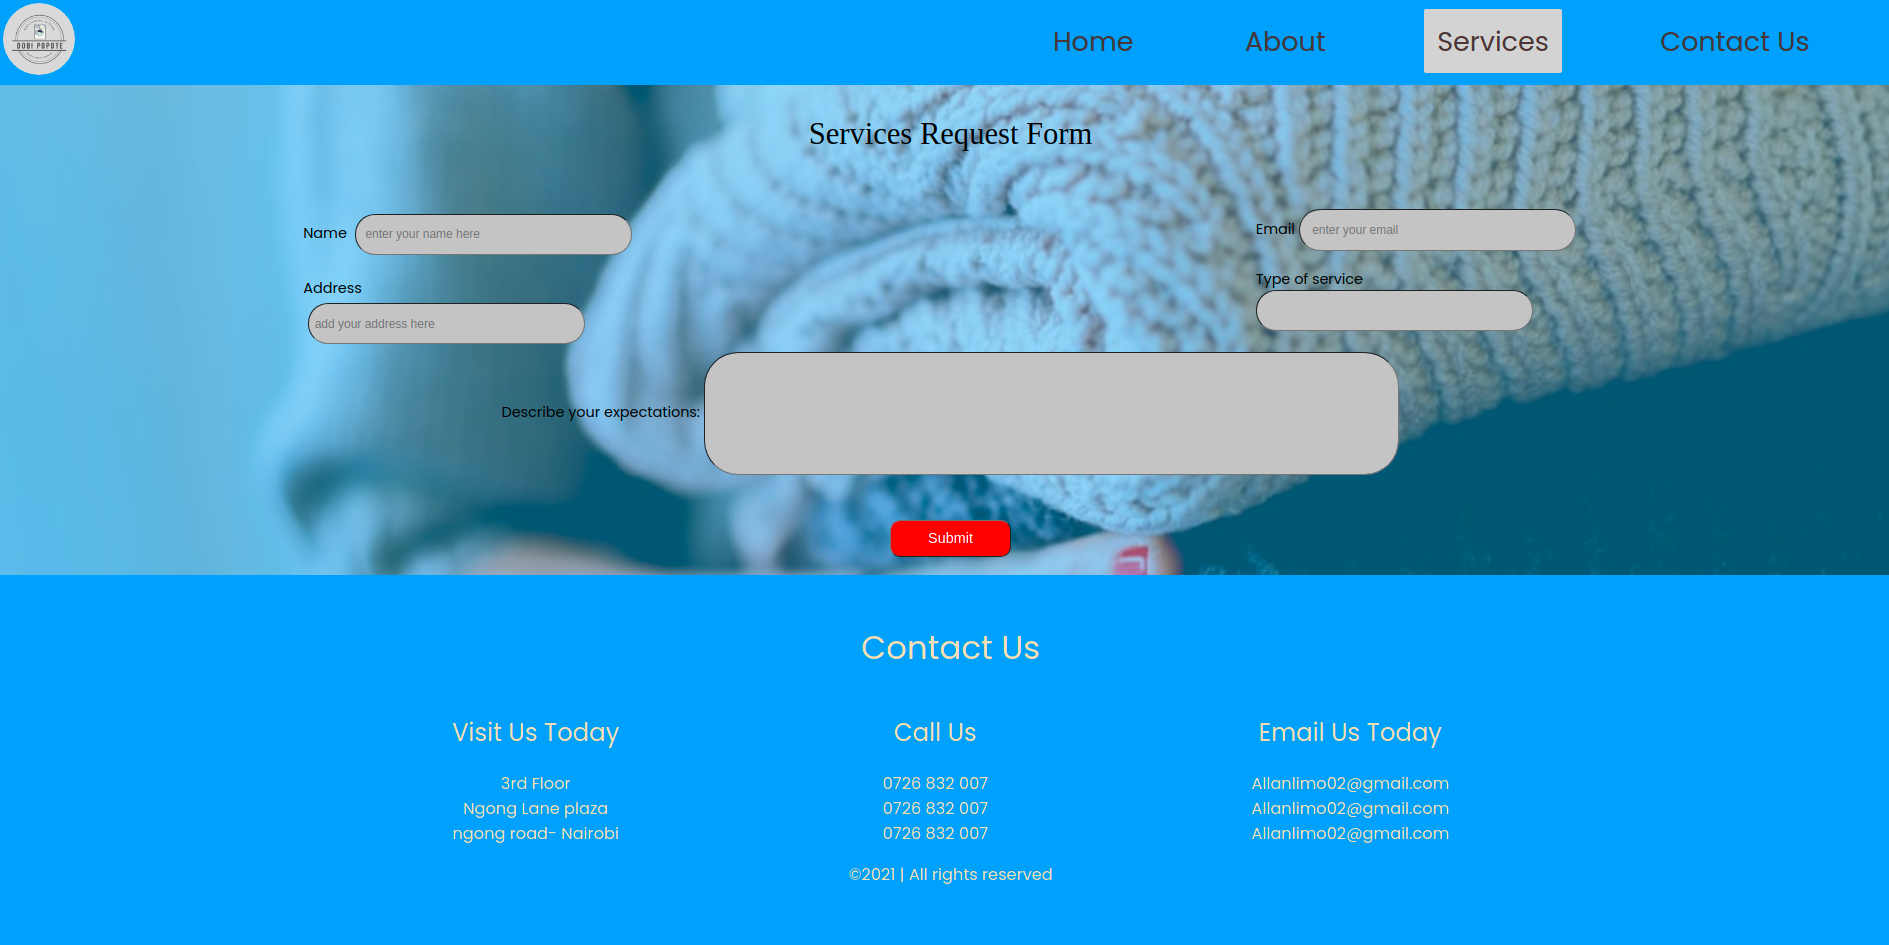 DOBI POPOTE
Home
About
Services
Contact Us
Services Request Form
Name
enter your name here
Email
enter your email
Address
add your address here
Type of service
Describe your expectations:
Submit
Contact Us
Visit Us Today
3rd Floor
Ngong Lane plaza
ngong road- Nairobi
Call Us
0726 832 007
0726 832 007
0726 832 007
Email Us Today
Allanlimo02@gmail.com
Allanlimo02@gmail.com
Allanlimo02@gmail.com
©2021 | All rights reserved